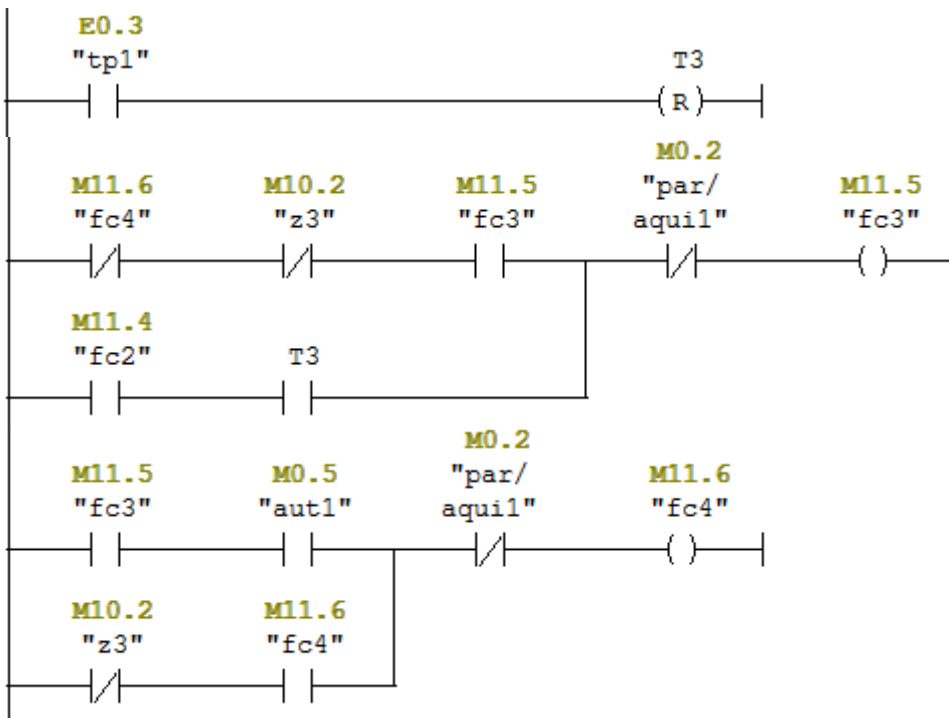 E0.3
"tp1" T3
( R )
M0.2
M11.6 M10.2 M11.5 "par/ M11.5
"fc4" "z3" "fc3" aqui1" "fc3"
M11.4
"fc2" T3
M0.2
M11.5 M0.5 "par/ M11.6
"fc3" "aut1" aqui1" "fc4"
M10.2 M11.6
"z3" "fc4"